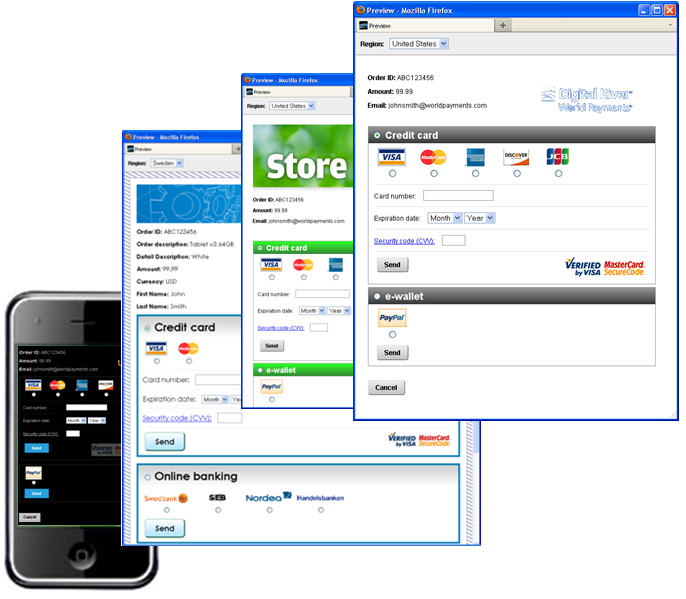 Preview - Mozilla Firefox
Preview
Region: United States
Order ID: ABC123456
Amount: 99.99
Email: johnsmith@worldpayments.com
Digital River
World Payments
Credit card
VISA MasterCard AMERICAN EXPRESS DISCOVER JCB
Card number:
Expiration date: Month Year
Security code (CVV):
Send
VERIFIED by VISA MasterCard. SecureCode.
e-wallet
PayPal
Send
Cancel
Preview - Mozilla Firefox
Preview
Region: United States
Store
Order ID: ABC123456
Amount: 99.99
Email: johnsmith@worldpayments.com
Credit card
VISA MasterCard
Card number:
Expiration date: Month Year
Security code (CVV):
Send
e-wallet
PayPal
Preview - Mozilla Firefox
Preview
Region: Sweden
Order ID: ABC123456
Order description: Tablet v3 64GB
Detail Description: White
Amount: 99,99
Currency: USD
First Name: John
Last Name: Smith
Credit card
VISA MasterCard
Card number:
Expiration date: Month
Security code (CVV):
Send
VERIFIED by VISA MasterCard. SecureCode.
Online banking
Swedbank SEB Nordea Handelsbanken
Send
Order ID: ABC123456
Amount: 99.99
Email: johnsmith@worldpayments.com
VISA MasterCard DISCOVER
Card number:
Expiration date: Month Year
Security code (CVV):
Send
PayPal
Send
Cancel